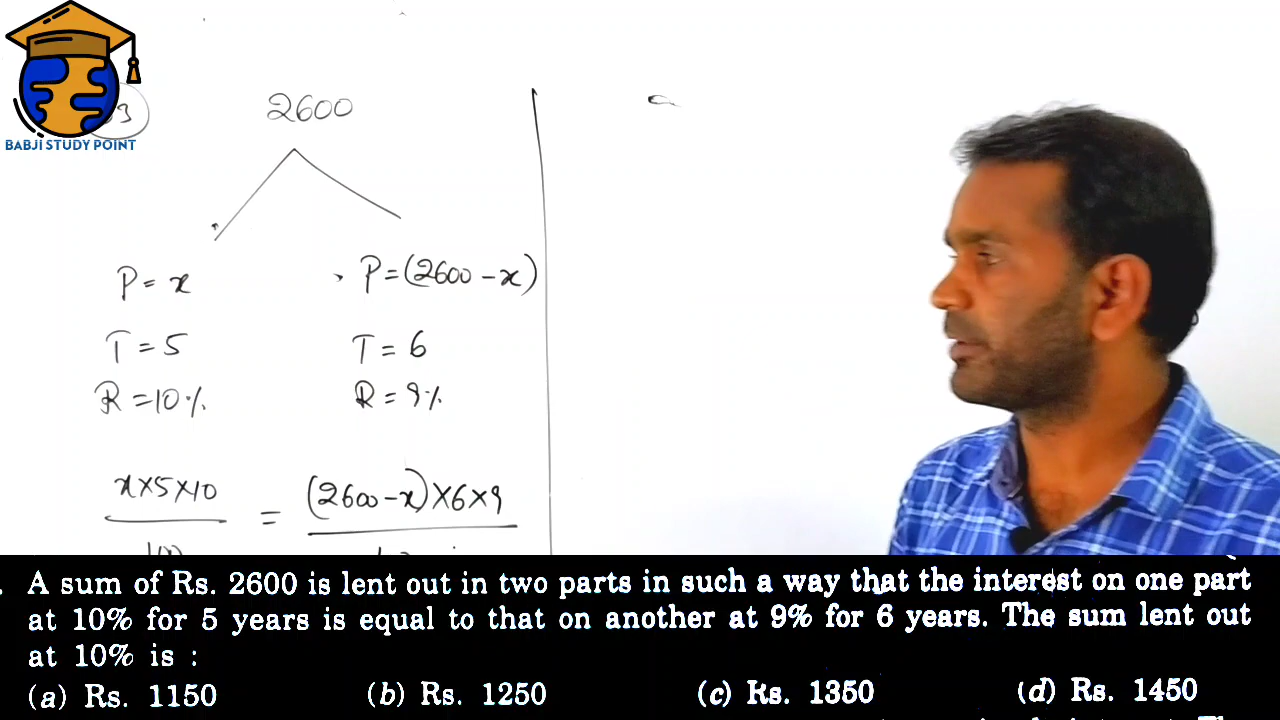 BABJI STUDY POINT
2600
P = x
P = (2600 - x)
T = 5
T = 6
R = 10%
R = 9%
x×5×10 = (2600-x)×6×9
100
A sum of Rs. 2600 is lent out in two parts in such a way that the interest on one part
at 10% for 5 years is equal to that on another at 9% for 6 years. The sum lent out
at 10% is :
(a) Rs. 1150 (b) Rs. 1250 (c) Rs. 1350 (d) Rs. 1450